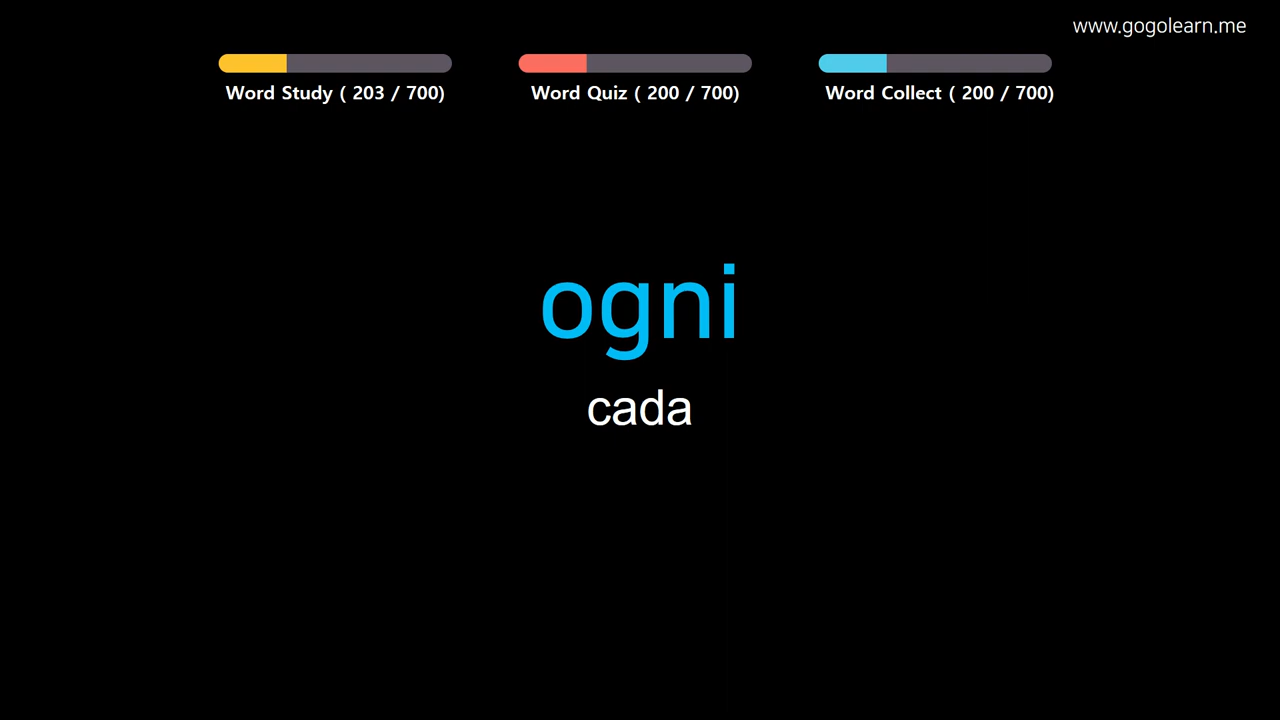 www.gogolearn.me
Word Study ( 203 / 700)
Word Quiz ( 200 / 700)
Word Collect ( 200 / 700)
ogni
cada